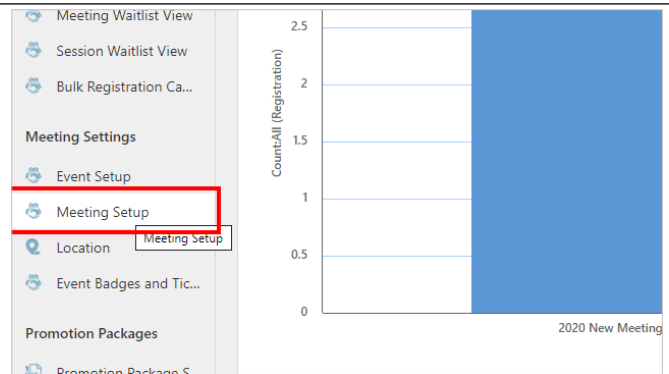 Meeting Waitlist View
Session Waitlist View
Bulk Registration Ca...
Meeting Settings
Event Setup
Meeting Setup
Meeting Setup
Location
Event Badges and Tic...
Promotion Packages
Promotion Package S...
Count:All (Registration)
2.5
2
1.5
1
0.5
0
2020 New Meeting